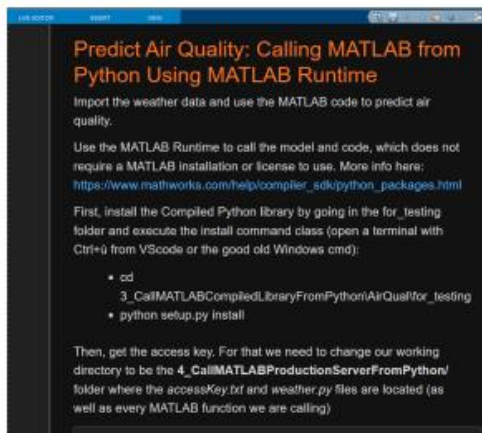 LIVE EDITOR INSERT VIEW
Predict Air Quality: Calling MATLAB from
Python Using MATLAB Runtime
Import the weather data and use the MATLAB code to predict air
quality.
Use the MATLAB Runtime to call the model and code, which does not
require a MATLAB installation or license to use. More info here:
https://www.mathworks.com/help/compiler_sdk/python_packages.html
First, install the Compiled Python library by going in the for_testing
folder and execute the install command class (open a terminal with
Ctrl+ù from VScode or the good old Windows cmd):
• cd
3_CallMATLABCompiledLibraryFromPython\AirQual\for_testing
• python setup.py install
Then, get the access key. For that we need to change our working
directory to be the 4_CallMATLABProductionServerFromPython/
folder where the accessKey.txt and weather.py files are located (as
well as every MATLAB function we are calling)